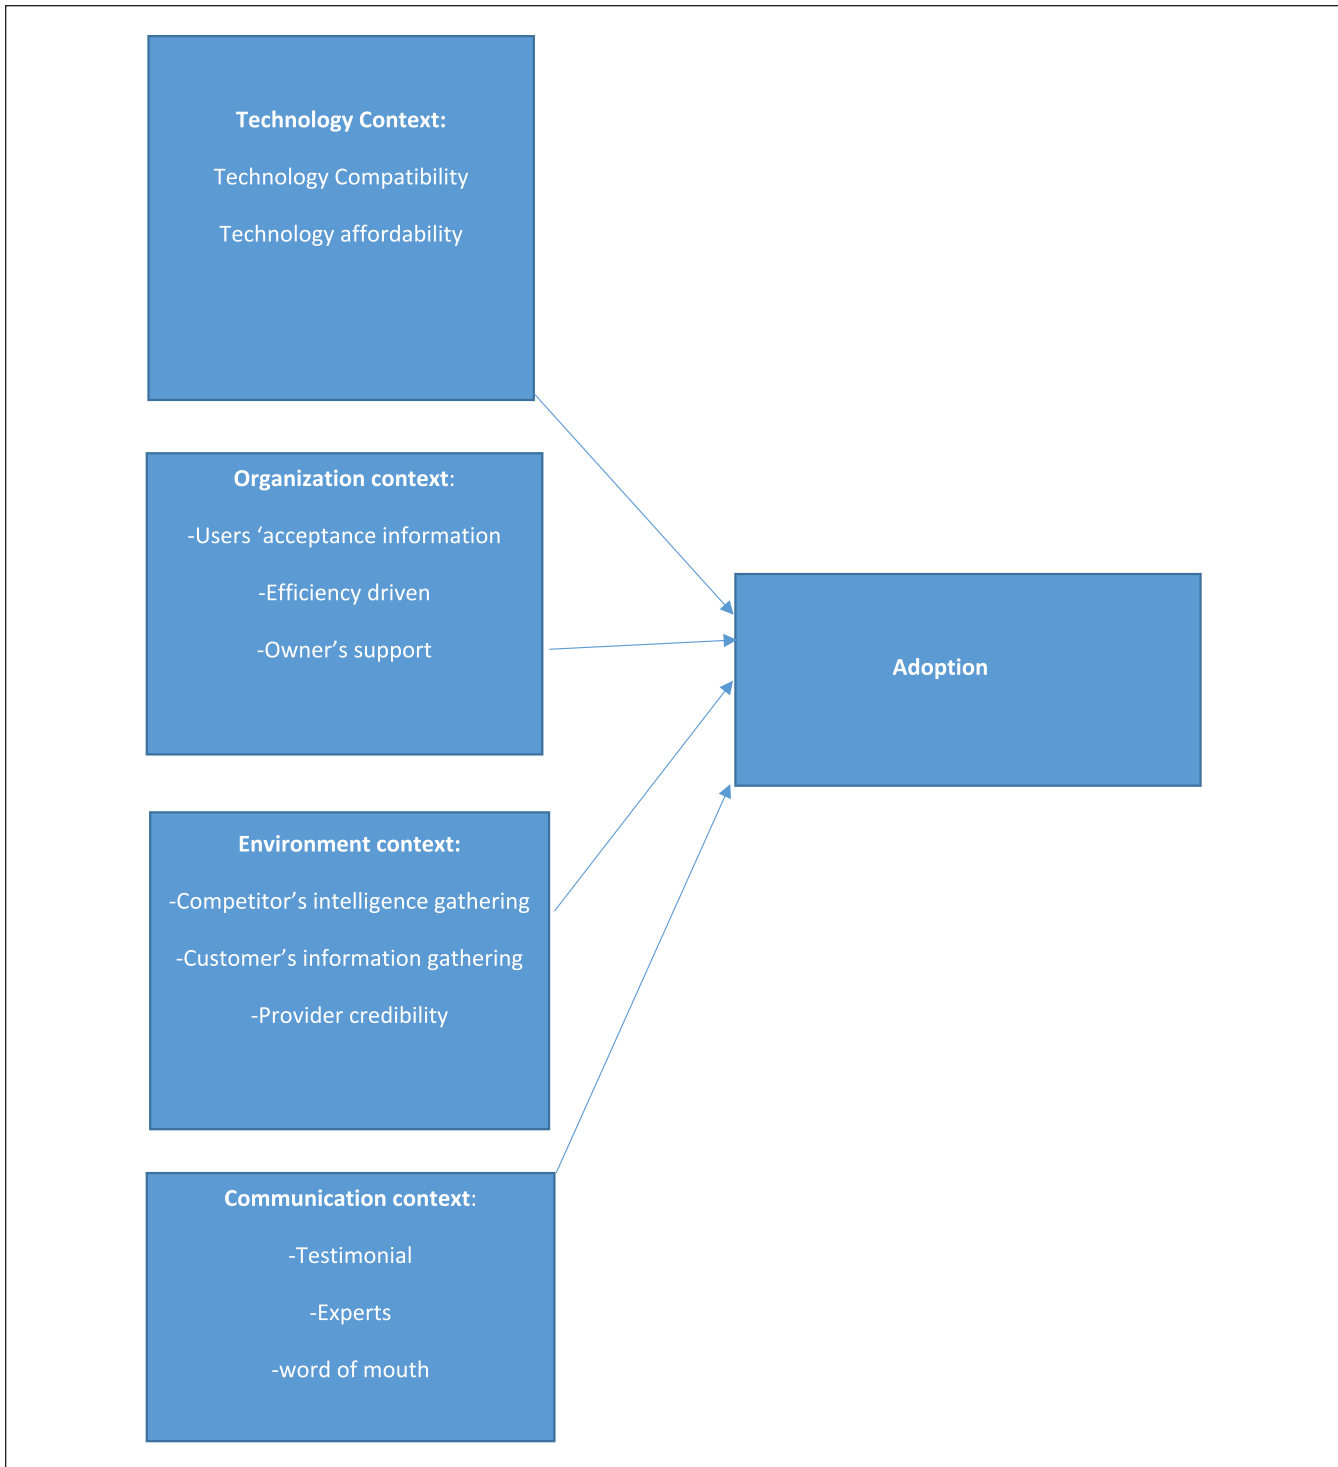 Technology Context:
Technology Compatibility
Technology affordability
Organization context:
-Users ‘acceptance information
-Efficiency driven
-Owner’s support
Adoption
Environment context:
-Competitor’s intelligence gathering
-Customer’s information gathering
-Provider credibility
Communication context:
-Testimonial
-Experts
-word of mouth